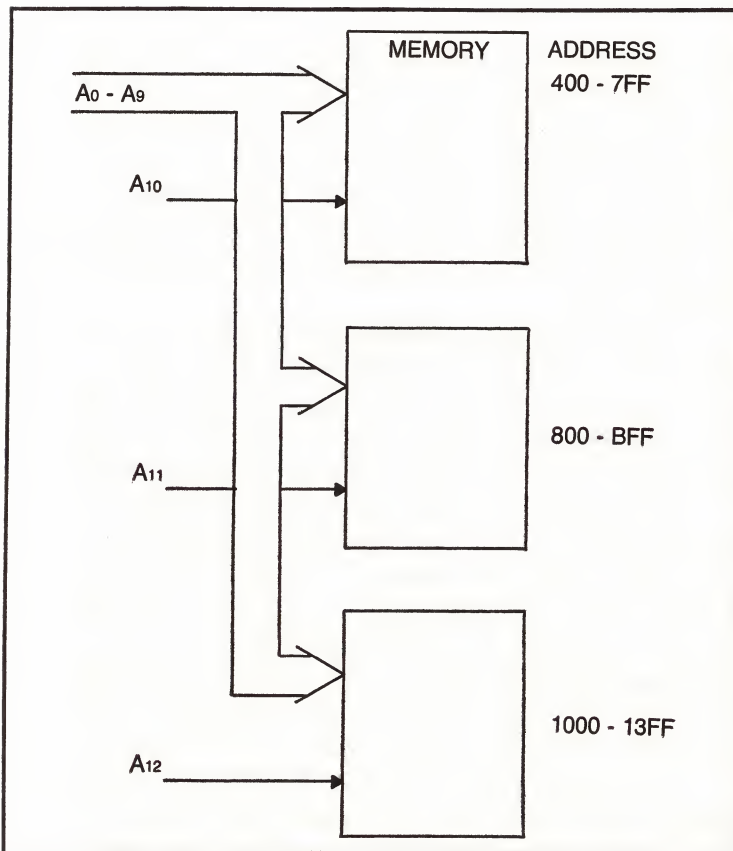 MEMORY ADDRESS
400 - 7FF
A0 - A9
A10
800 - BFF
A11
1000 - 13FF
A12